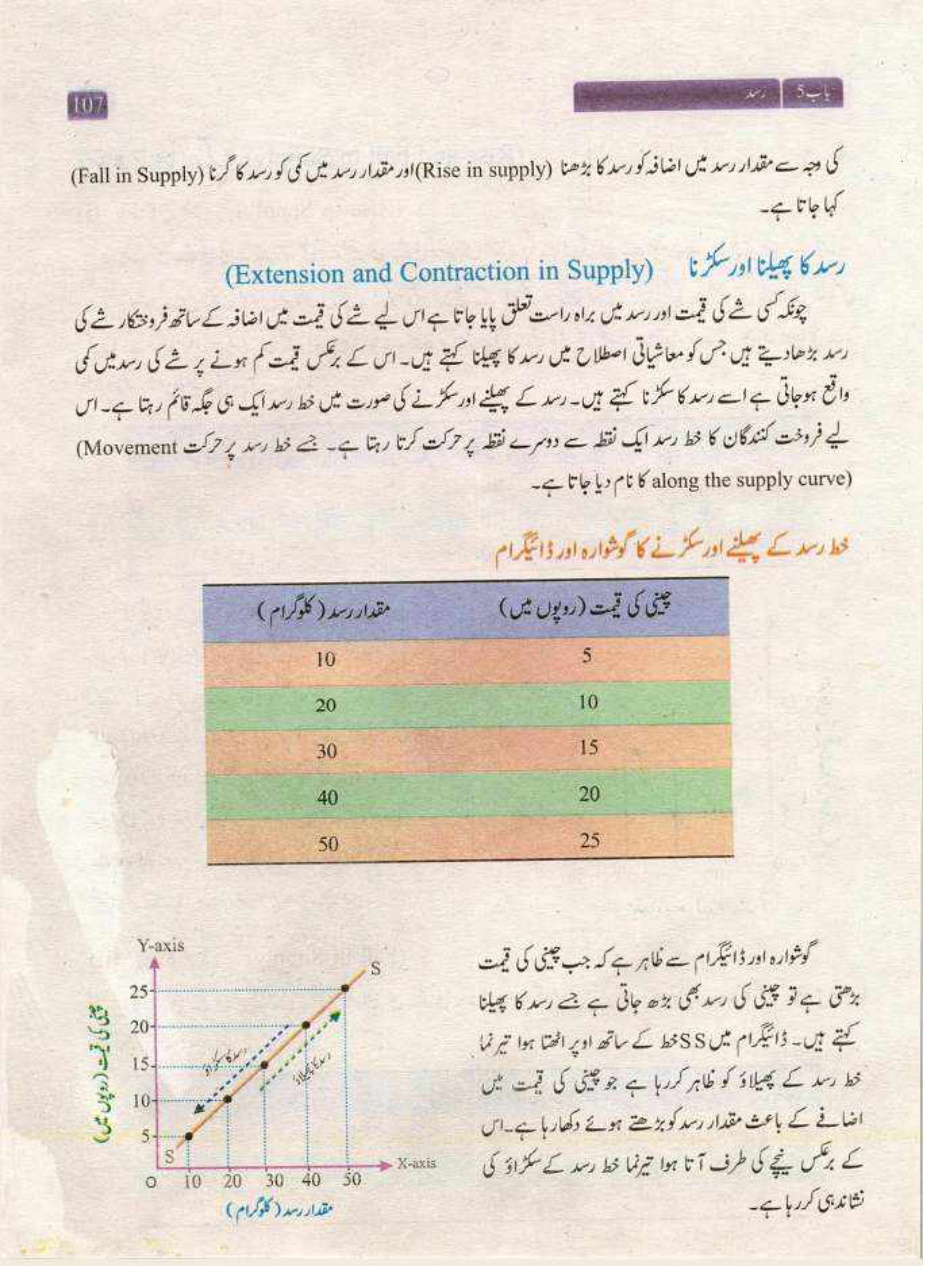 107
باب 5 رسد
کی وجہ سے مقدار رسد میں اضافہ کو رسد کا بڑھنا (Rise in supply) اور مقدار رسد میں کمی کو رسد کا گرنا (Fall in Supply)
کہا جاتا ہے۔
رسد کا پھیلنا اور سکڑنا (Extension and Contraction in Supply)
چونکہ کسی شے کی قیمت اور رسد میں براہ راست تعلق پایا جاتا ہے اس لیے شے کی قیمت میں اضافہ کے ساتھ فروختکار شے کی
رسد بڑھا دیتے ہیں جس کو معاشیاتی اصطلاح میں رسد کا پھیلنا کہتے ہیں۔ اس کے برعکس قیمت کم ہونے پر شے کی رسد میں کمی
واقع ہو جاتی ہے اسے رسد کا سکڑنا کہتے ہیں۔ رسد کے پھیلنے اور سکڑنے کی صورت میں خط رسد ایک ہی جگہ قائم رہتا ہے۔ اس
لیے فروخت کنندگان کا خط رسد ایک نقطہ سے دوسرے نقطہ پر حرکت کرتا رہتا ہے۔ جسے خط رسد پر حرکت (Movement
along the supply curve) کا نام دیا جاتا ہے۔
خط رسد کے پھیلنے اور سکڑنے کا گوشوارہ اور ڈائیگرام
چینی کی قیمت (روپوں میں) مقدار رسد (کلوگرام)
5 10
10 20
15 30
20 40
25 50
گوشوارہ اور ڈائیگرام سے ظاہر ہے کہ جب چینی کی قیمت
بڑھتی ہے تو چینی کی رسد بھی بڑھ جاتی ہے جسے رسد کا پھیلنا
کہتے ہیں۔ ڈائیگرام میں SS خط کے ساتھ اوپر اٹھتا ہوا تیر نما
خط رسد کے پھیلاؤ کو ظاہر کر رہا ہے جو چینی کی قیمت میں
اضافے کے باعث مقدار رسد کو بڑھتے ہوئے دکھا رہا ہے۔ اس
کے برعکس نیچے کی طرف آتا ہوا تیر نما خط رسد کے سکڑاؤ کی
نشاندہی کر رہا ہے۔
Y-axis
S
25
20
15
10
5
چینی کی قیمت (روپوں میں)
رسد کا سکڑاؤ
رسد کا پھیلاؤ
S
X-axis
O 10 20 30 40 50
مقدار رسد (کلوگرام)